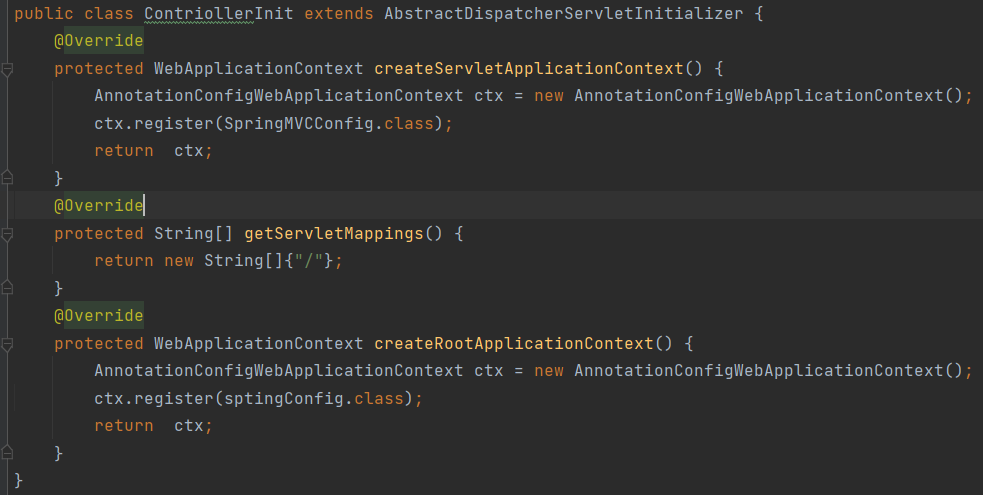 public class ContriollerInit extends AbstractDispatcherServletInitializer {
    @Override
    protected WebApplicationContext createServletApplicationContext() {
        AnnotationConfigWebApplicationContext ctx = new AnnotationConfigWebApplicationContext();
        ctx.register(SpringMVCConfig.class);
        return  ctx;
    }
    @Override
    protected String[] getServletMappings() {
        return new String[]{"/"};
    }
    @Override
    protected WebApplicationContext createRootApplicationContext() {
        AnnotationConfigWebApplicationContext ctx = new AnnotationConfigWebApplicationContext();
        ctx.register(sptingConfig.class);
        return  ctx;
    }
}